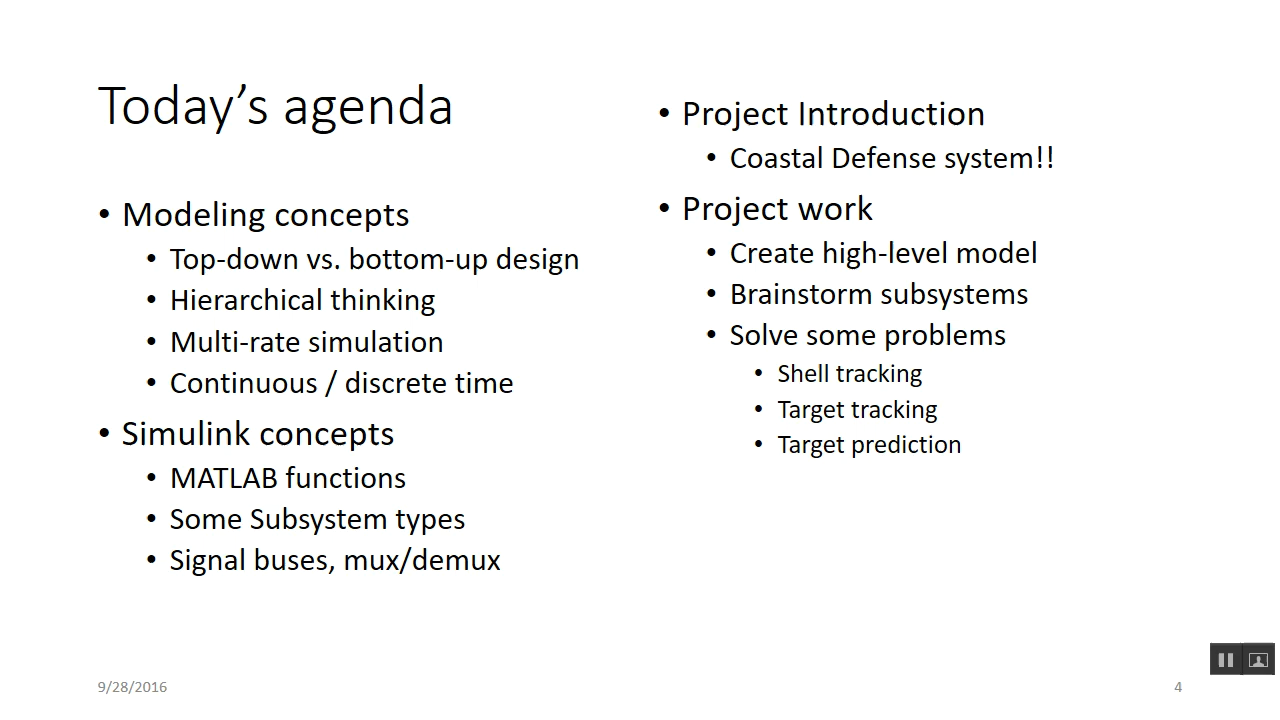 Today’s agenda
• Modeling concepts
• Top-down vs. bottom-up design
• Hierarchical thinking
• Multi-rate simulation
• Continuous / discrete time
• Simulink concepts
• MATLAB functions
• Some Subsystem types
• Signal buses, mux/demux
• Project Introduction
• Coastal Defense system!!
• Project work
• Create high-level model
• Brainstorm subsystems
• Solve some problems
• Shell tracking
• Target tracking
• Target prediction
9/28/2016
4